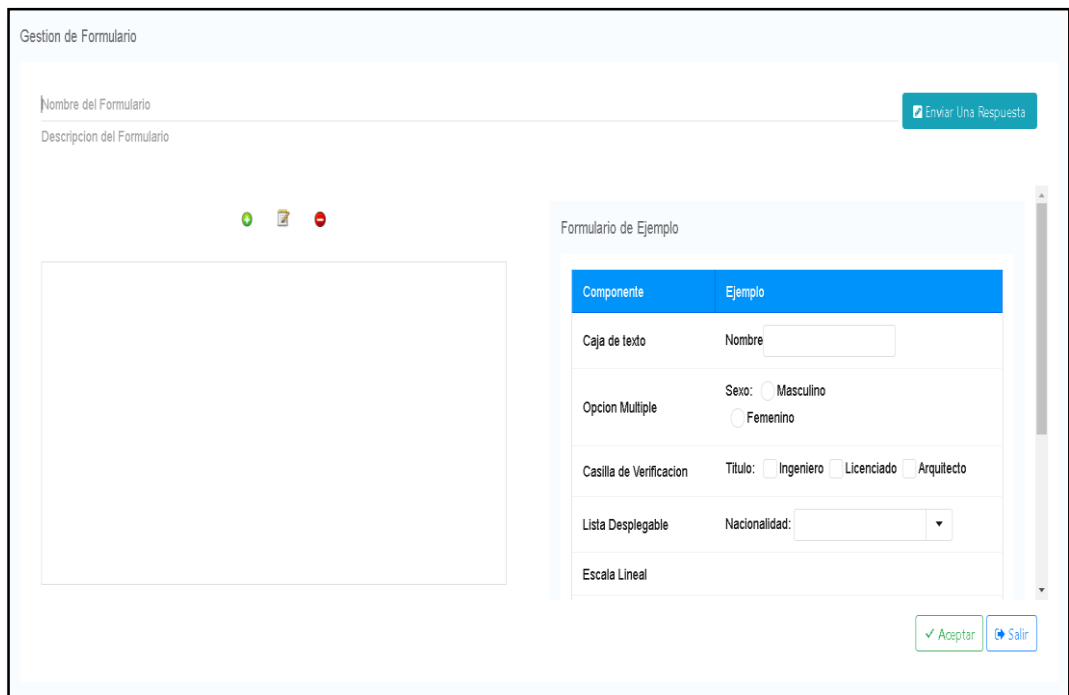 Gestion de Formulario
Nombre del Formulario
Enviar Una Respuesta
Descripcion del Formulario
Formulario de Ejemplo
Componente Ejemplo
Caja de texto Nombre
Opcion Multiple Sexo: Masculino
Femenino
Casilla de Verificacion Titulo: Ingeniero Licenciado Arquitecto
Lista Desplegable Nacionalidad:
Escala Lineal
Aceptar Salir